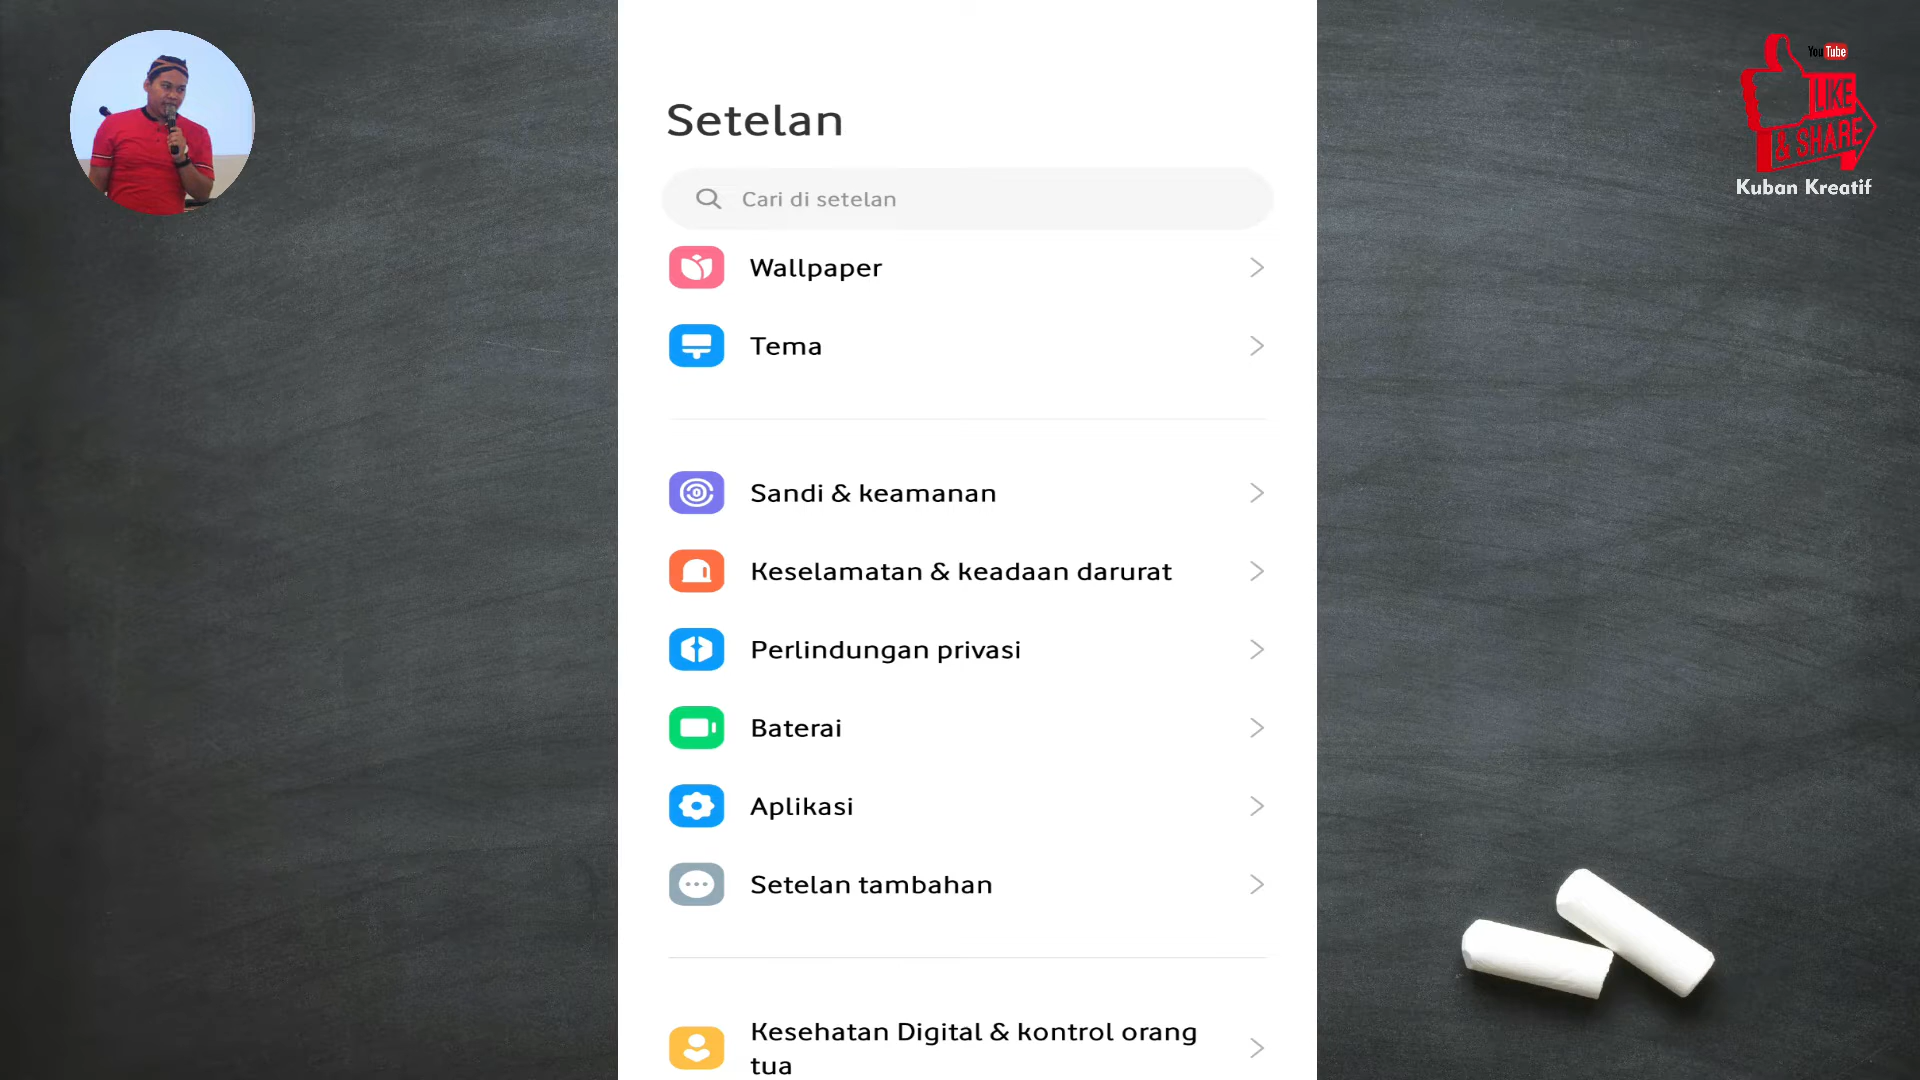 Setelan
Cari di setelan
Wallpaper
Tema
Sandi & keamanan
Keselamatan & keadaan darurat
Perlindungan privasi
Baterai
Aplikasi
Setelan tambahan
Kesehatan Digital & kontrol orang
tua
YouTube
LIKE
& SHARE
Kuban Kreatif